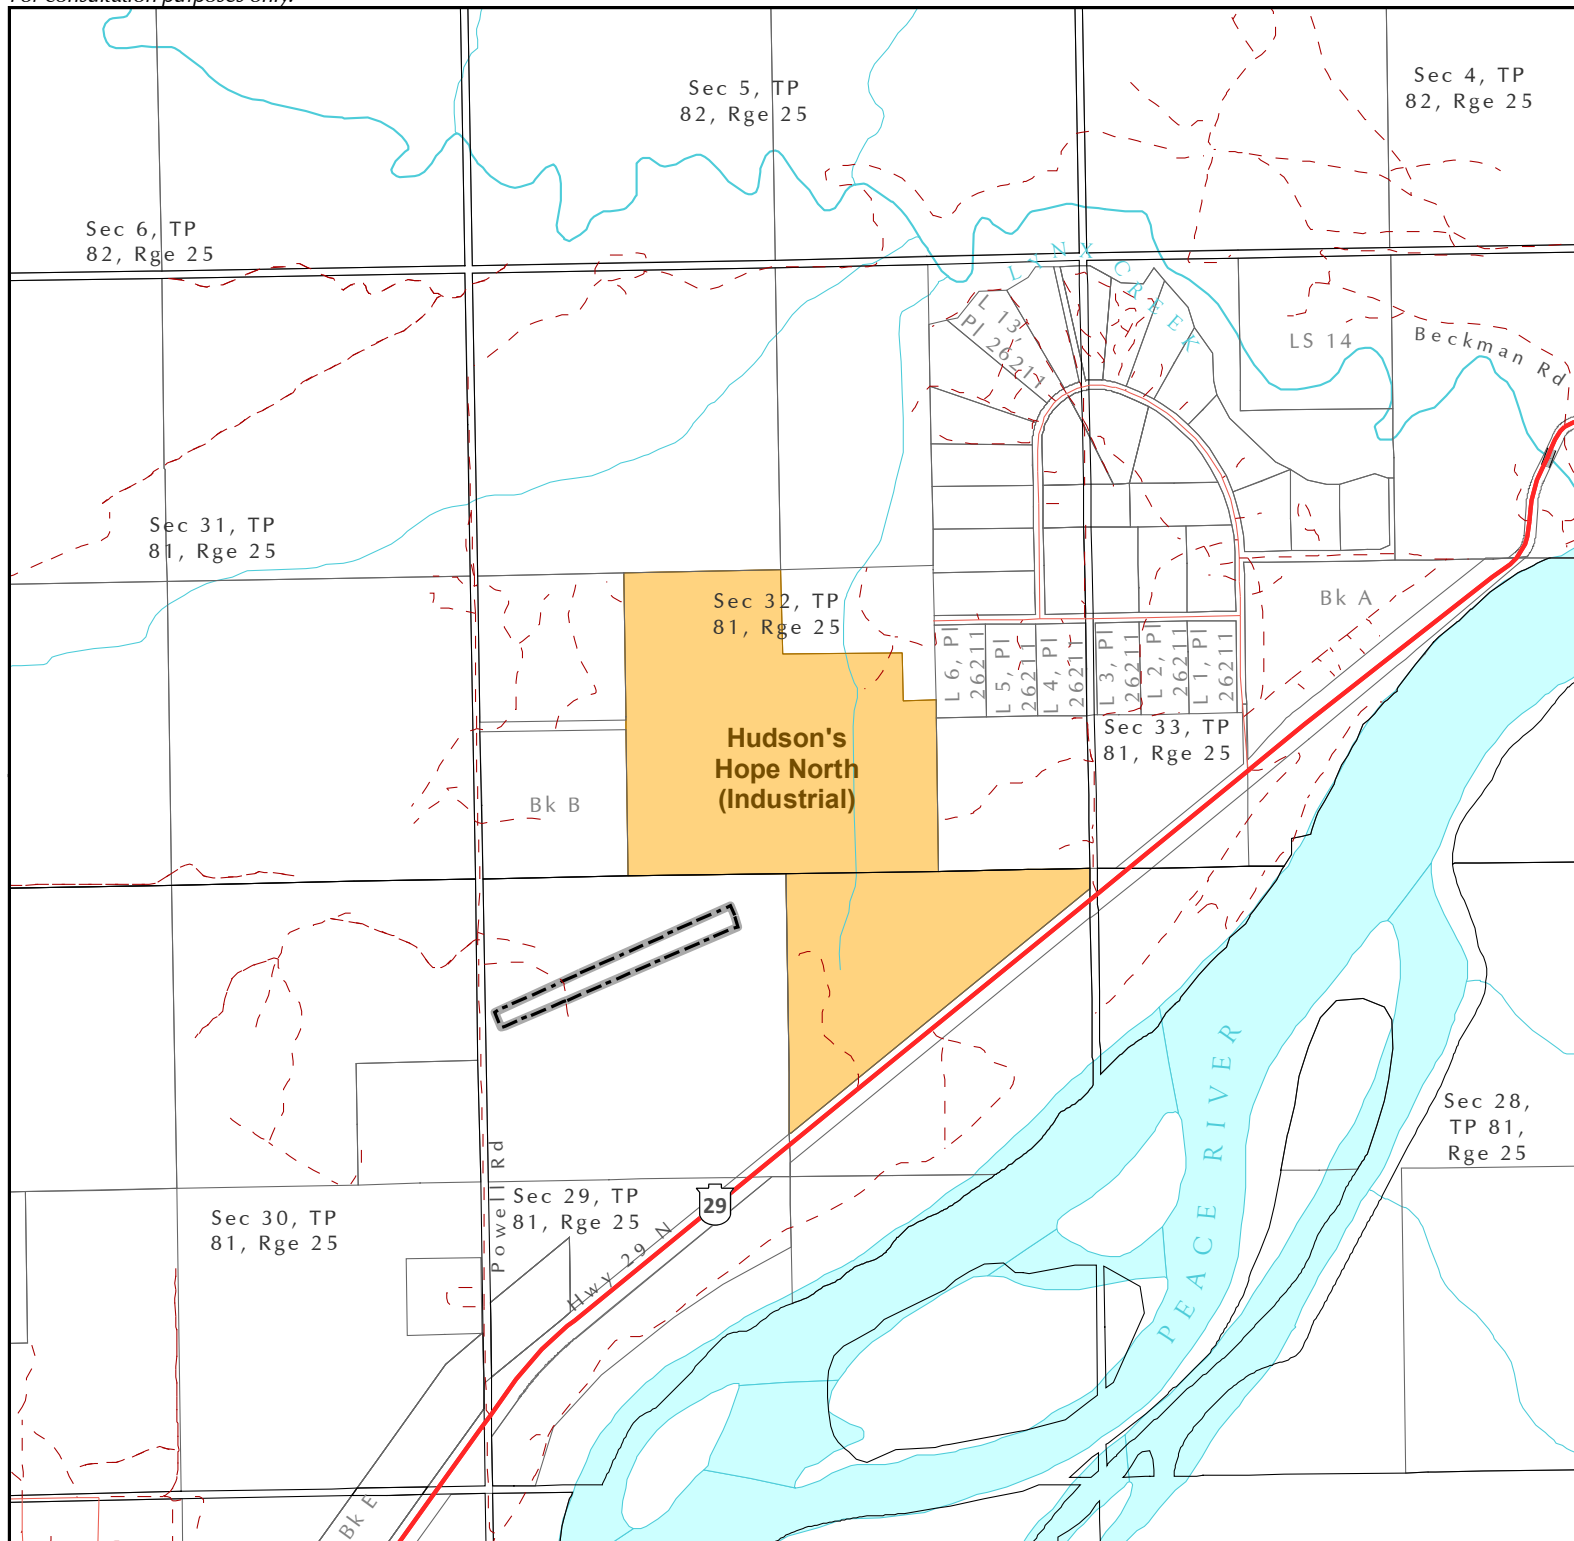 For consultation purposes only.
Sec 5, TP
82, Rge 25
Sec 4, TP
82, Rge 25
Sec 6, TP
82, Rge 25
LYNX CREEK
L 13,
Pl 26211
LS 14
Beckman Rd
Sec 31, TP
81, Rge 25
Sec 32, TP
81, Rge 25
Bk A
L 6, Pl
26211
L 5, Pl
26211
L 4, Pl
26211
L 3, Pl
26211
L 2, Pl
26211
L 1, Pl
26211
Sec 33, TP
81, Rge 25
Hudson's
Hope North
(Industrial)
Bk B
PEACE RIVER
Sec 28,
TP 81,
Rge 25
Powell Rd
Sec 29, TP
81, Rge 25
29
Hwy 29 N
Sec 30, TP
81, Rge 25
Bk E